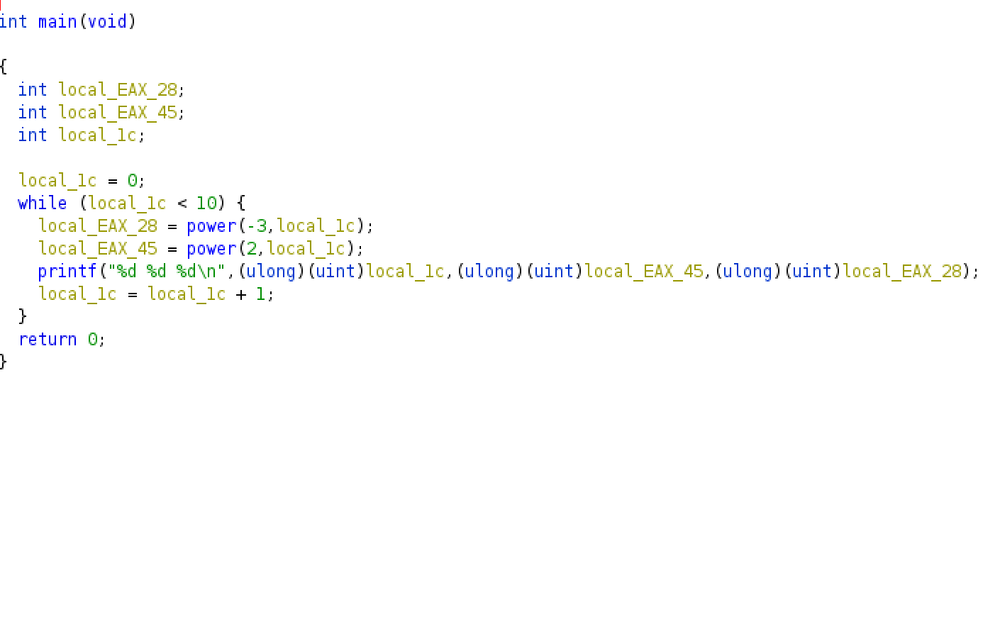 int main(void)
{
int local_EAX_28;
int local_EAX_45;
int local_1c;
local_1c = 0;
while (local_1c < 10) {
local_EAX_28 = power(-3,local_1c);
local_EAX_45 = power(2,local_1c);
printf("%d %d %d\n",(ulong)(uint)local_1c,(ulong)(uint)local_EAX_45,(ulong)(uint)local_EAX_28);
local_1c = local_1c + 1;
}
return 0;
}